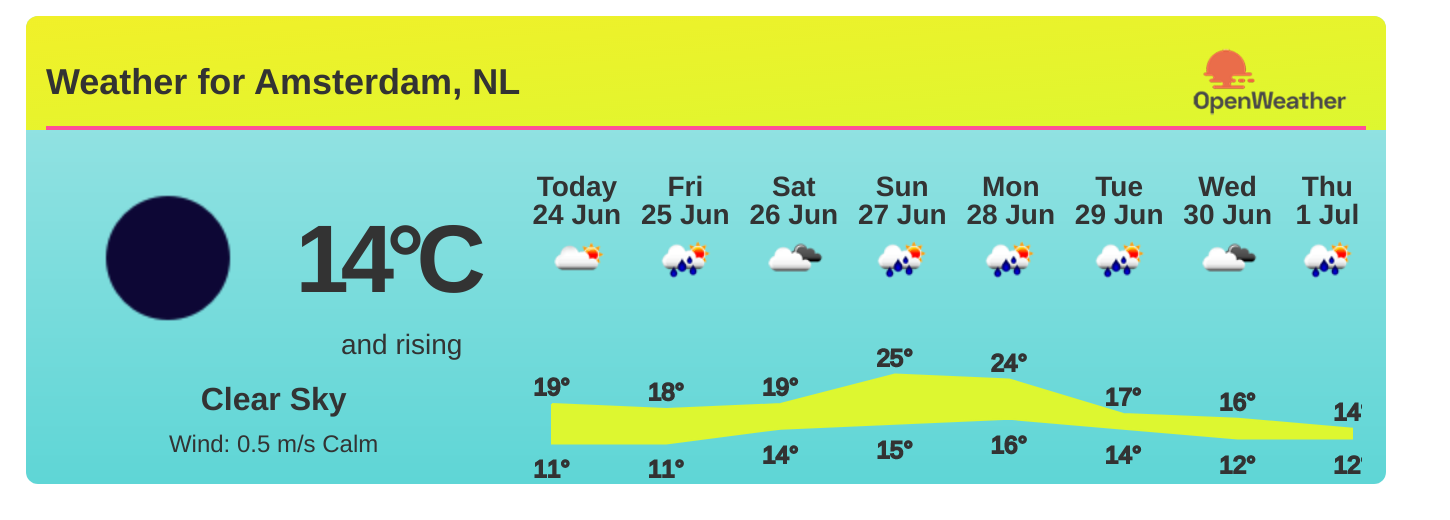 Weather for Amsterdam, NL
OpenWeather
14°C
and rising
Clear Sky
Wind: 0.5 m/s Calm
Today Fri Sat Sun Mon Tue Wed Thu
24 Jun 25 Jun 26 Jun 27 Jun 28 Jun 29 Jun 30 Jun 1 Jul
19° 18° 19° 25° 24° 17° 16° 14°
11° 11° 14° 15° 16° 14° 12° 12°